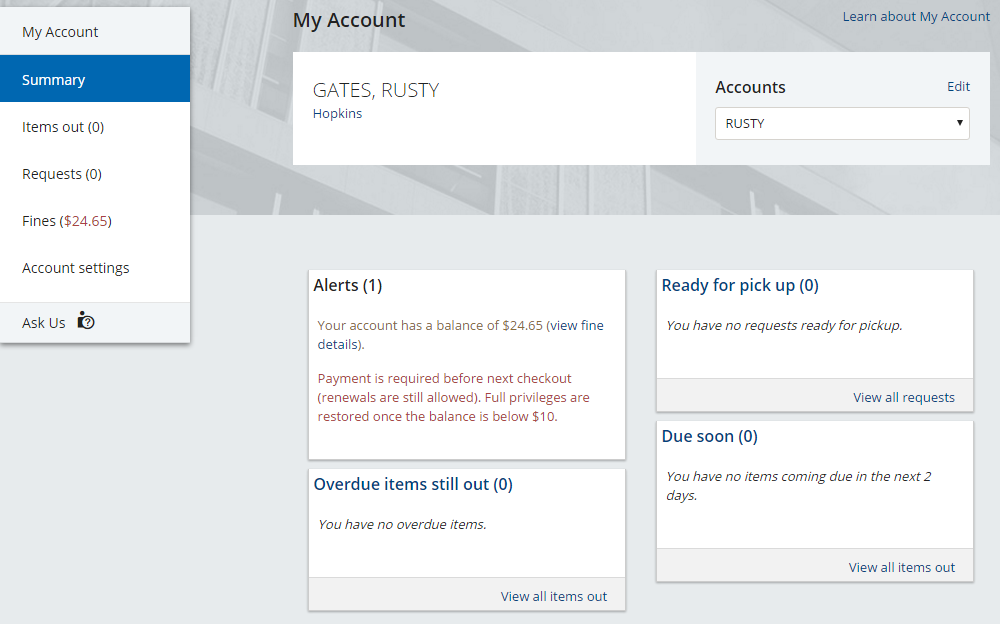 My Account
Summary
Items out (0)
Requests (0)
Fines ($24.65)
Account settings
Ask Us
My Account
Learn about My Account
GATES, RUSTY
Hopkins
Accounts
Edit
RUSTY
Alerts (1)
Your account has a balance of $24.65 (view fine
details).
Payment is required before next checkout
(renewals are still allowed). Full privileges are
restored once the balance is below $10.
Overdue items still out (0)
You have no overdue items.
View all items out
Ready for pick up (0)
You have no requests ready for pickup.
View all requests
Due soon (0)
You have no items coming due in the next 2
days.
View all items out